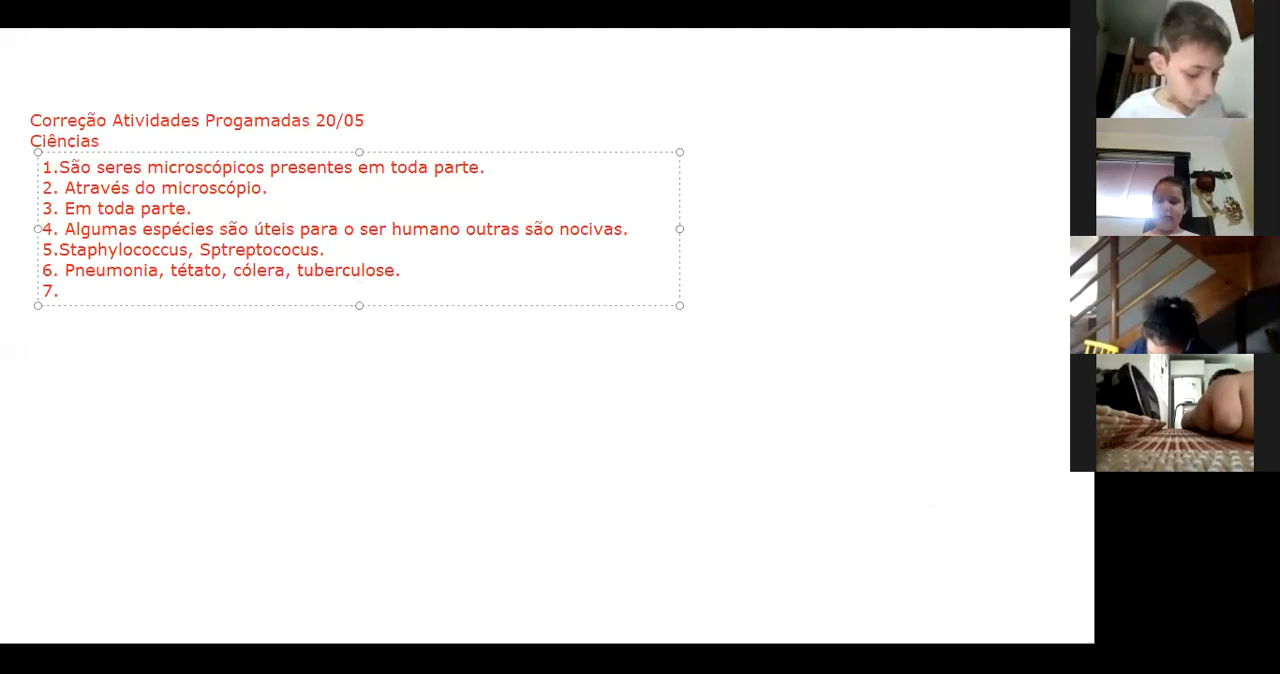 Correção Atividades Progamadas 20/05
Ciências
1.São seres microscópicos presentes em toda parte.
2. Através do microscópio.
3. Em toda parte.
4. Algumas espécies são úteis para o ser humano outras são nocivas.
5.Staphylococcus, Sptreptococus.
6. Pneumonia, tétato, cólera, tuberculose.
7.